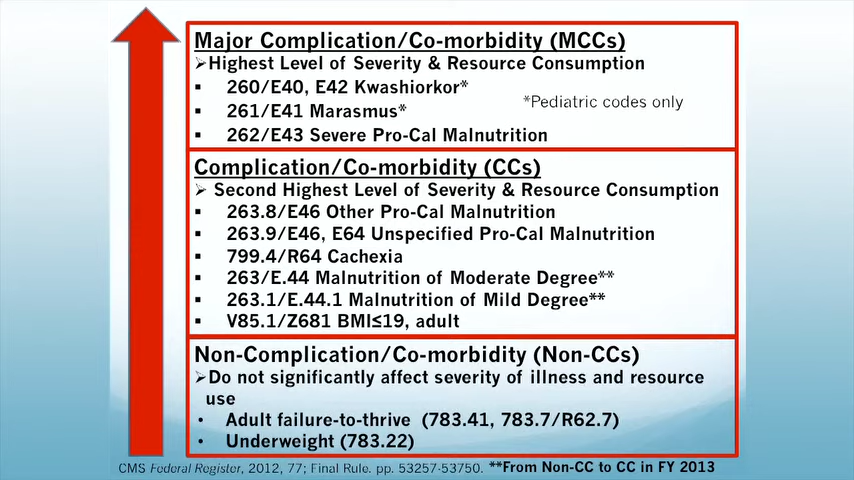 Major Complication/Co-morbidity (MCCs)
➢Highest Level of Severity & Resource Consumption
▪ 260/E40, E42 Kwashiorkor*
*Pediatric codes only
▪ 261/E41 Marasmus*
▪ 262/E43 Severe Pro-Cal Malnutrition
Complication/Co-morbidity (CCs)
➢ Second Highest Level of Severity & Resource Consumption
▪ 263.8/E46 Other Pro-Cal Malnutrition
▪ 263.9/E46, E64 Unspecified Pro-Cal Malnutrition
▪ 799.4/R64 Cachexia
▪ 263/E.44 Malnutrition of Moderate Degree**
▪ 263.1/E.44.1 Malnutrition of Mild Degree**
▪ V85.1/Z681 BMI≤19, adult
Non-Complication/Co-morbidity (Non-CCs)
➢Do not significantly affect severity of illness and resource
use
• Adult failure-to-thrive (783.41, 783.7/R62.7)
• Underweight (783.22)
CMS Federal Register, 2012, 77; Final Rule. pp. 53257-53750. **From Non-CC to CC in FY 2013